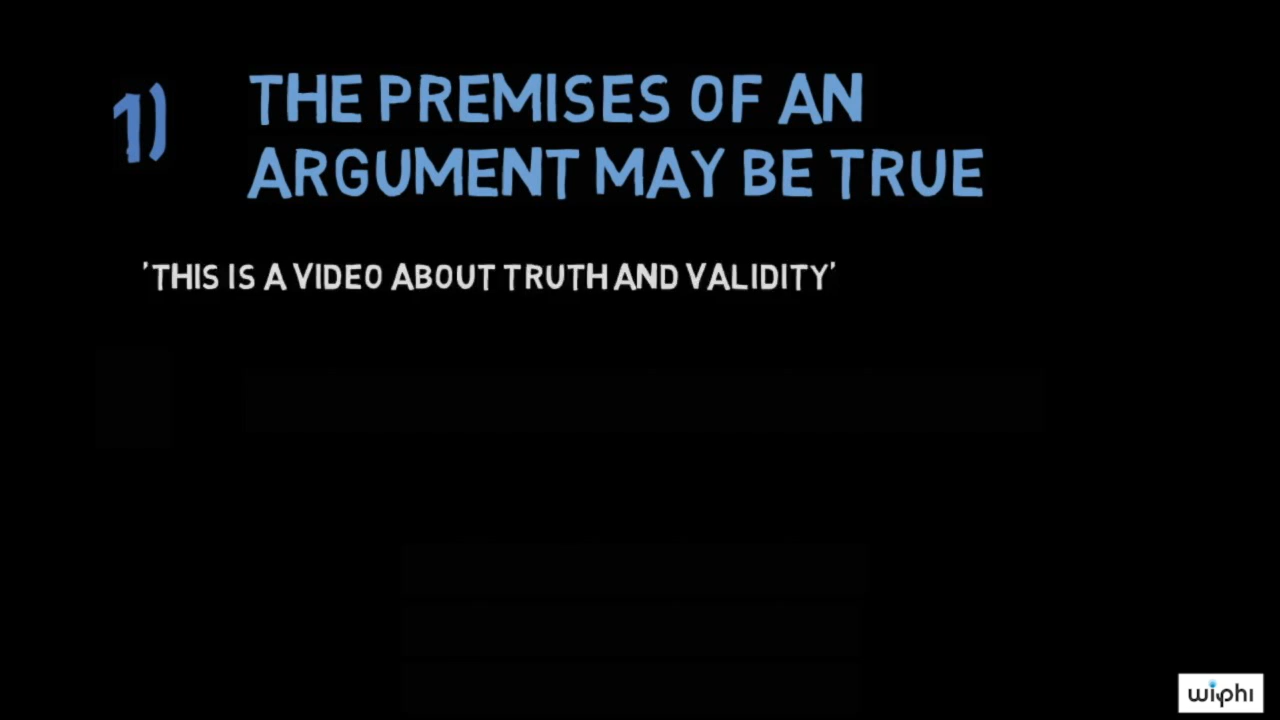 1) THE PREMISES OF AN
ARGUMENT MAY BE TRUE
'THIS IS A VIDEO ABOUT TRUTH AND VALIDITY'
wiphi